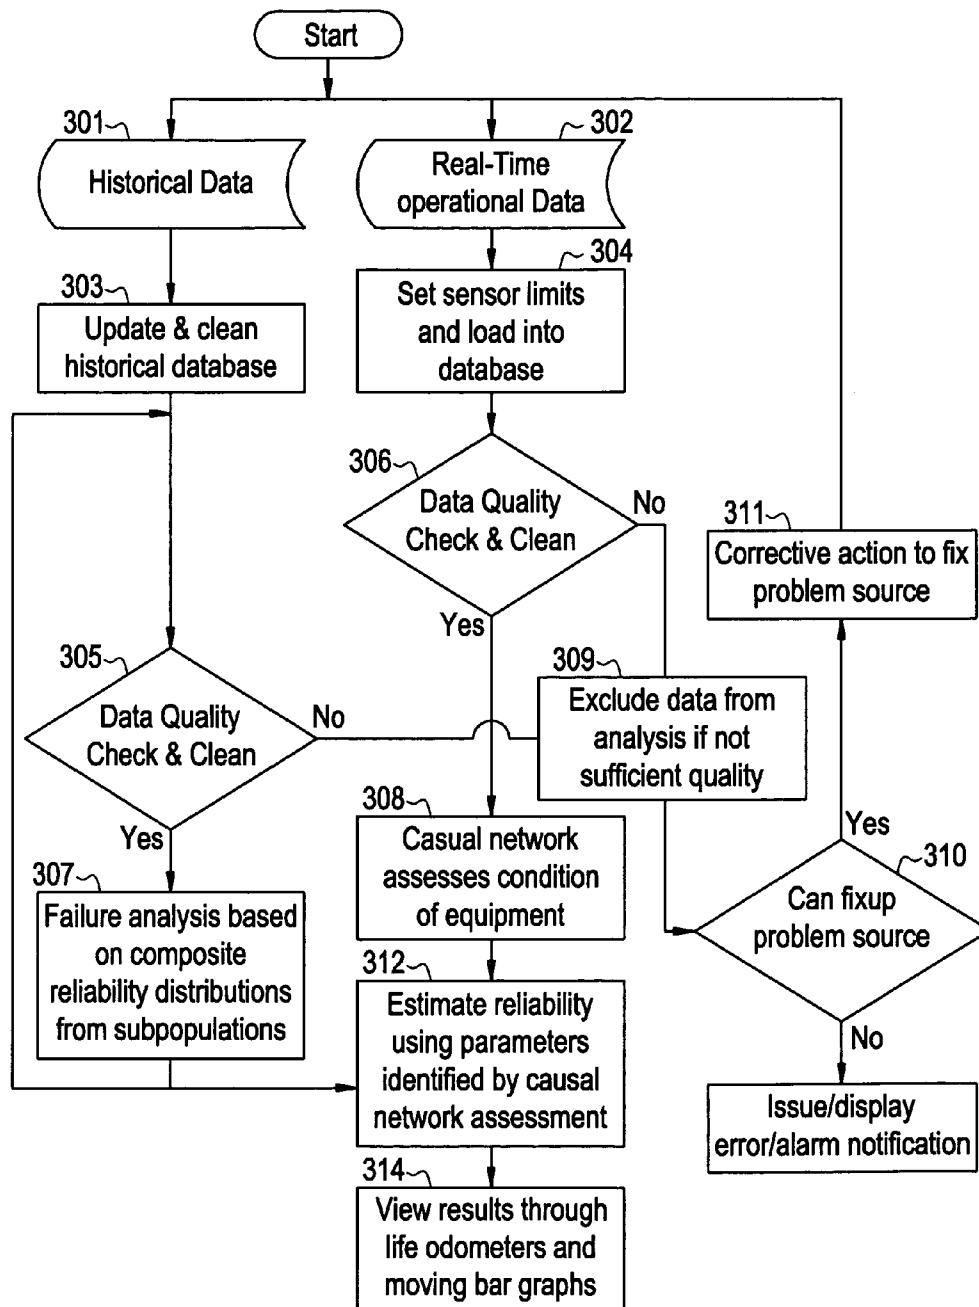 Start
301
Historical Data
302
Real-Time
operational Data
303
Update & clean
historical database
304
Set sensor limits
and load into
database
306
Data Quality
Check & Clean
No
Yes
311
Corrective action to fix
problem source
305
Data Quality
Check & Clean
No
Yes
309
Exclude data from
analysis if not
sufficient quality
308
Casual network
assesses condition
of equipment
Yes
310
Can fixup
problem source
No
307
Failure analysis based
on composite
reliability distributions
from subpopulations
312
Estimate reliability
using parameters
identified by causal
network assessment
Issue/display
error/alarm notification
314
View results through
life odometers and
moving bar graphs